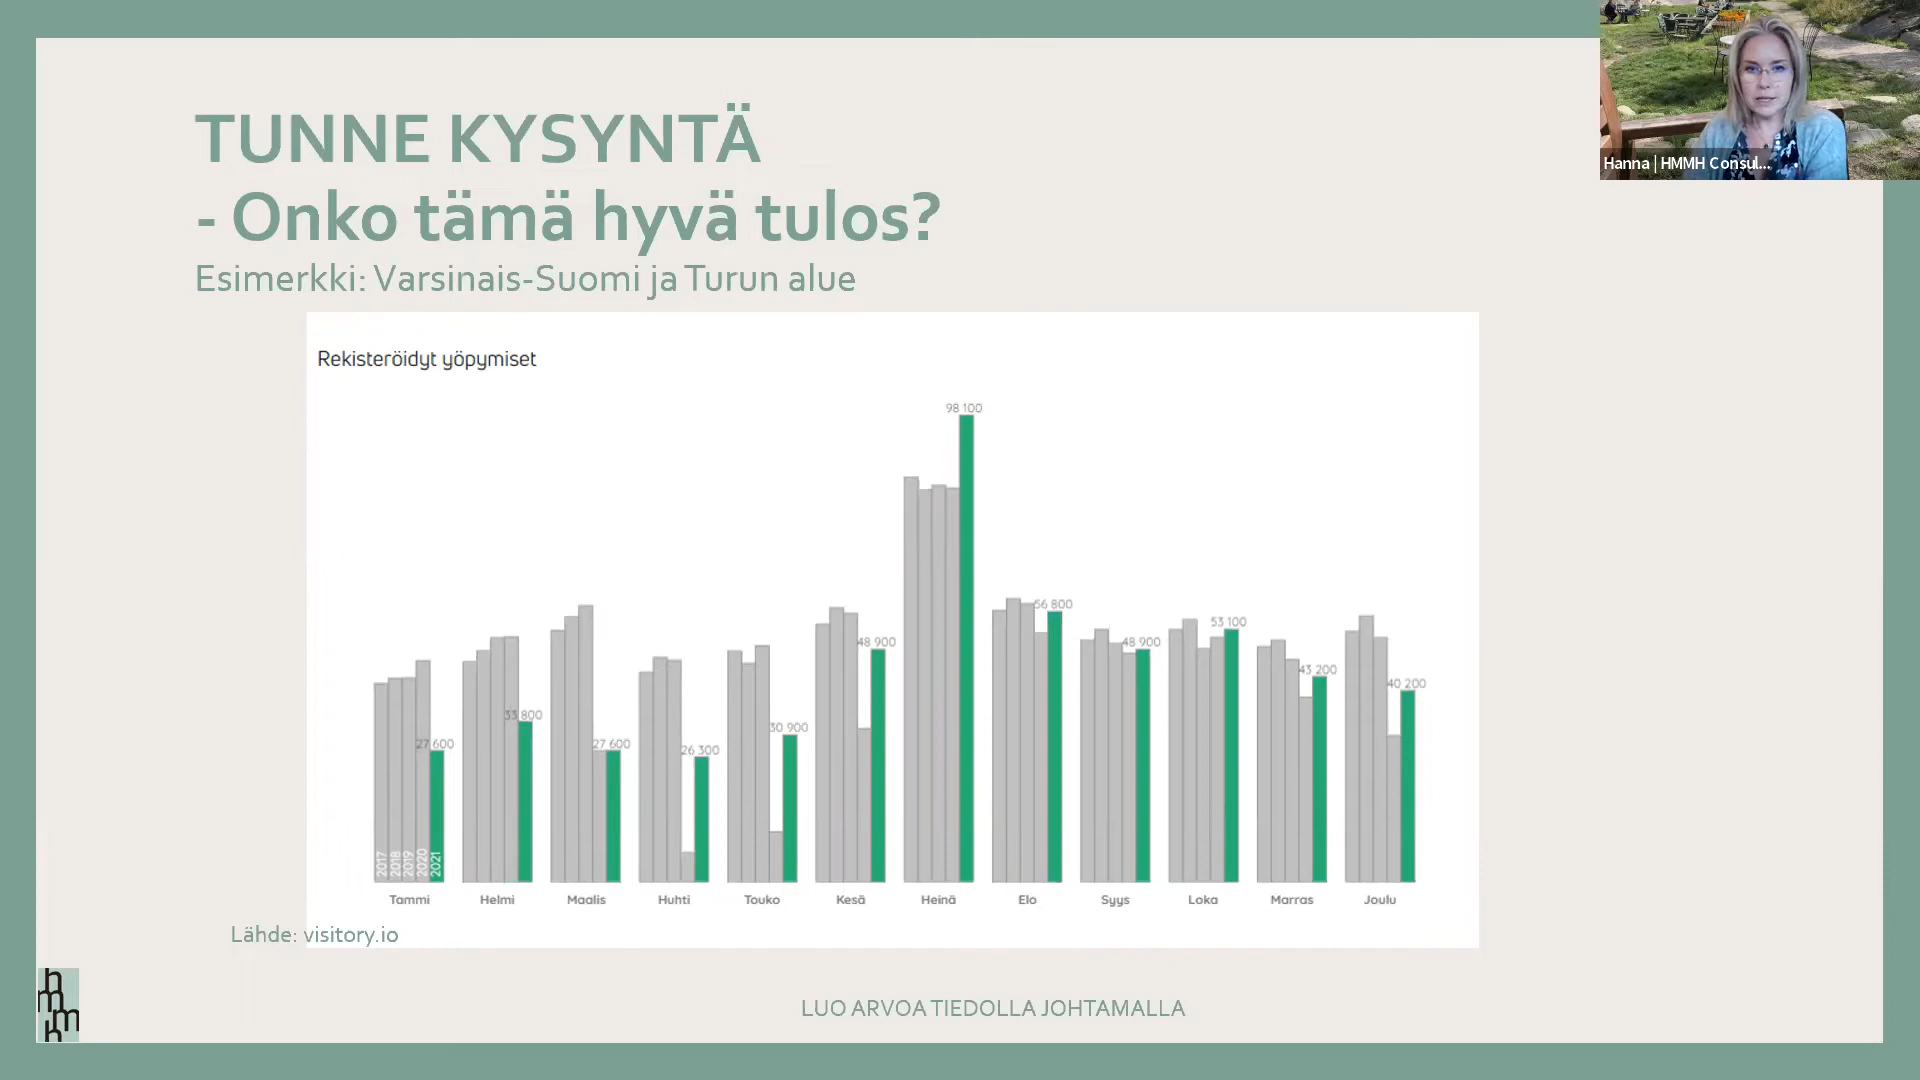 TUNNE KYSYNTÄ
- Onko tämä hyvä tulos?
Esimerkki: Varsinais-Suomi ja Turun alue
Hanna | HMMH Consul...
Rekisteröidyt yöpymiset
98 100
56 800
53 100
48 900
48 900
43 200
40 200
33 800
30 900
27 600
27 600
26 300
2017
2018
2019
2020
2021
Tammi Helmi Maalis Huhti Touko Kesä Heinä Elo Syys Loka Marras Joulu
Lähde: visitory.io
hmmh
LUO ARVOA TIEDOLLA JOHTAMALLA